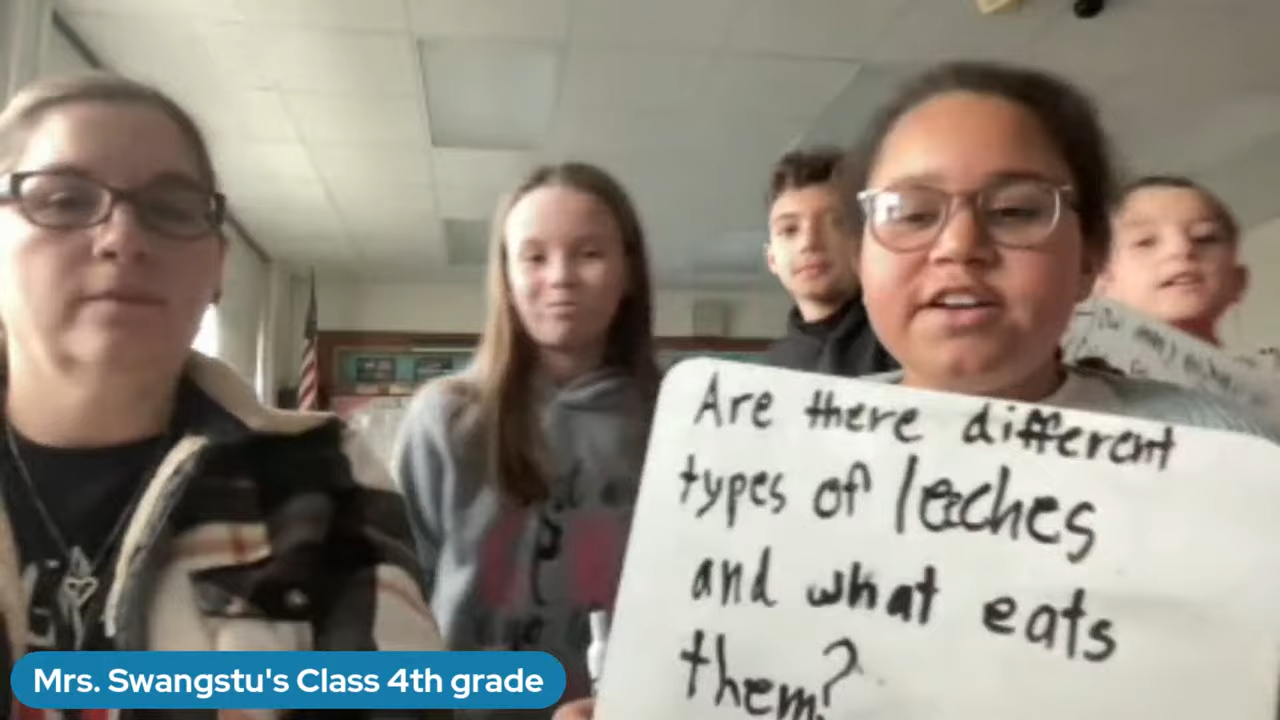 Are there different
types of leeches
and what eats
them?
Mrs. Swangstu's Class 4th grade